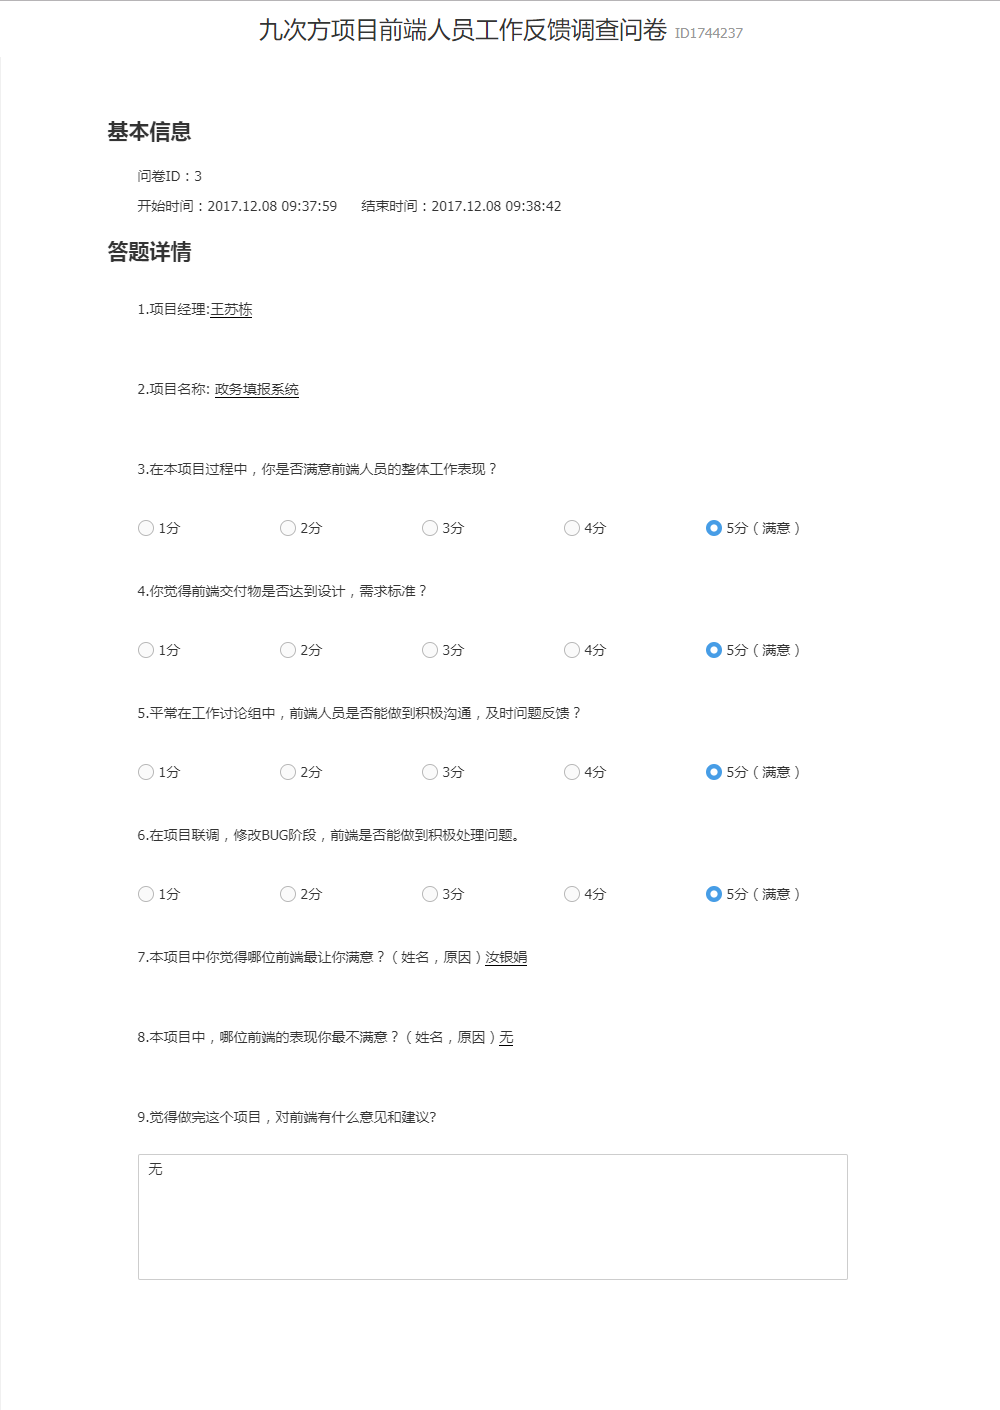 九次方项目前端人员工作反馈调查问卷 ID1744237
基本信息
问卷ID：3
开始时间：2017.12.08 09:37:59 结束时间：2017.12.08 09:38:42
答题详情
1.项目经理:王苏栋
2.项目名称: 政务填报系统
3.在本项目过程中，你是否满意前端人员的整体工作表现？
1分 2分 3分 4分 5分（满意）
4.你觉得前端交付物是否达到设计，需求标准？
1分 2分 3分 4分 5分（满意）
5.平常在工作讨论组中，前端人员是否能做到积极沟通，及时问题反馈？
1分 2分 3分 4分 5分（满意）
6.在项目联调，修改BUG阶段，前端是否能做到积极处理问题。
1分 2分 3分 4分 5分（满意）
7.本项目中你觉得哪位前端最让你满意？（姓名，原因）汝银娟
8.本项目中，哪位前端的表现你最不满意？（姓名，原因）无
9.觉得做完这个项目，对前端有什么意见和建议?
无